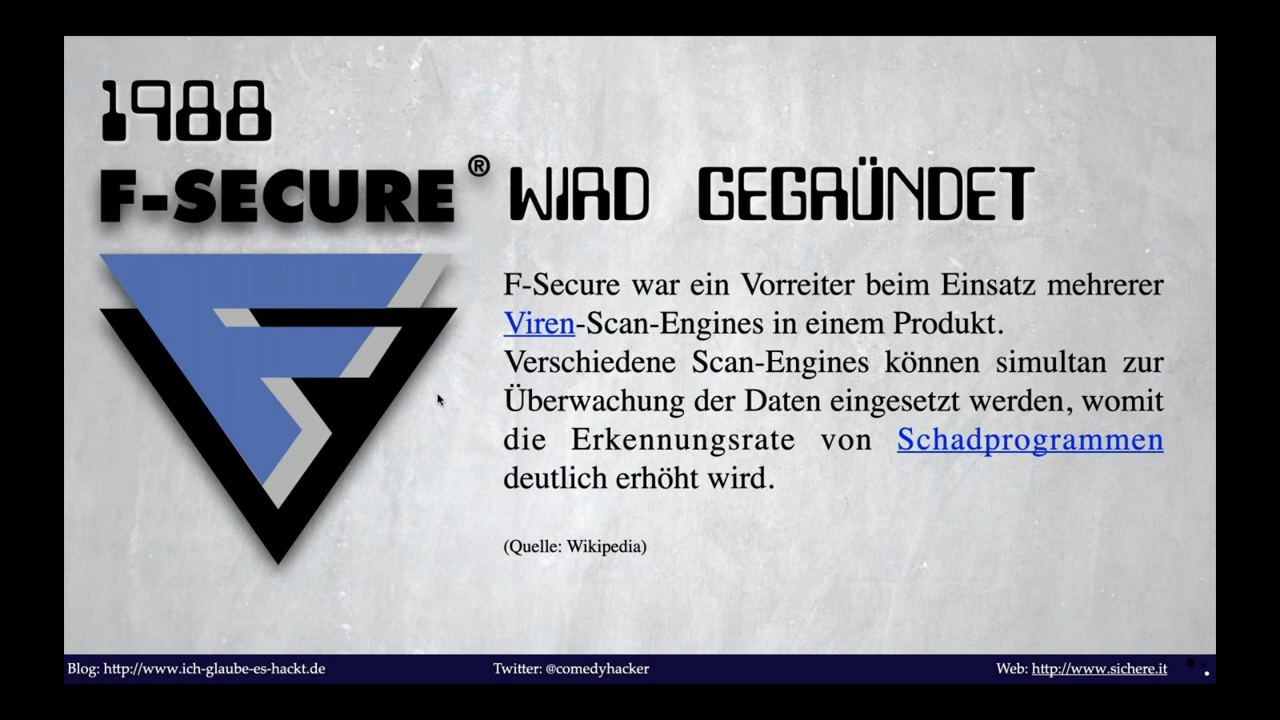 1988
F-SECURE® WIRD GEGRÜNDET
F-Secure war ein Vorreiter beim Einsatz mehrerer
Viren-Scan-Engines in einem Produkt.
Verschiedene Scan-Engines können simultan zur
Überwachung der Daten eingesetzt werden, womit
die Erkennungsrate von Schadprogrammen
deutlich erhöht wird.
(Quelle: Wikipedia)
Blog: http://www.ich-glaube-es-hackt.de Twitter: @comedyhacker Web: http://www.sichere.it